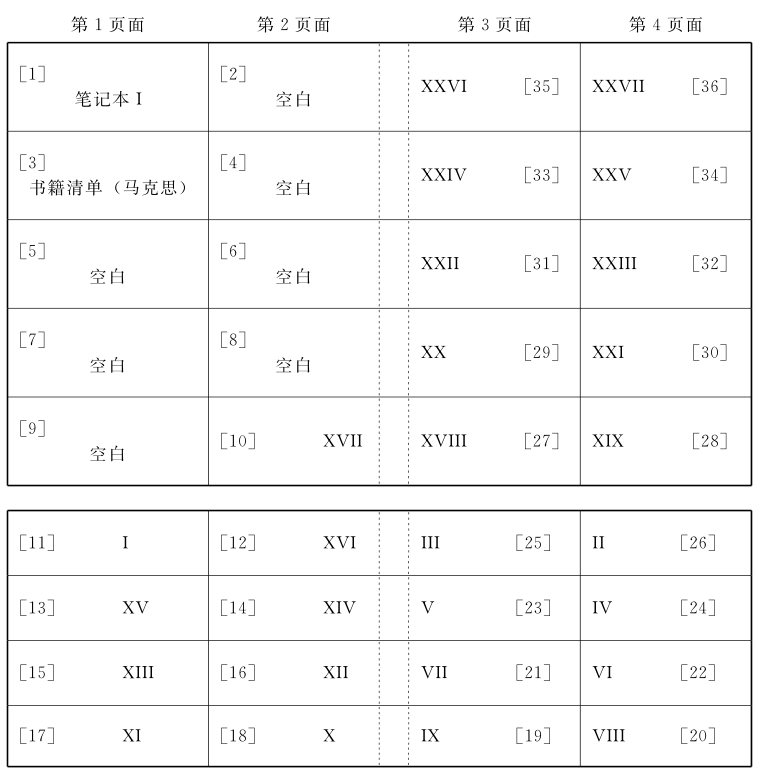 第 1 页面 第 2 页面 第 3 页面 第 4 页面
[1] [2]
笔记本 I 空白 XXVI [35] XXVII [36]
[3] [4]
书籍清单（马克思） 空白 XXIV [33] XXV [34]
[5] [6]
空白 空白 XXII [31] XXIII [32]
[7] [8]
空白 空白 XX [29] XXI [30]
[9]
空白 [10] XVII XVIII [27] XIX [28]
[11] I [12] XVI III [25] II [26]
[13] XV [14] XIV V [23] IV [24]
[15] XIII [16] XII VII [21] VI [22]
[17] XI [18] X IX [19] VIII [20]